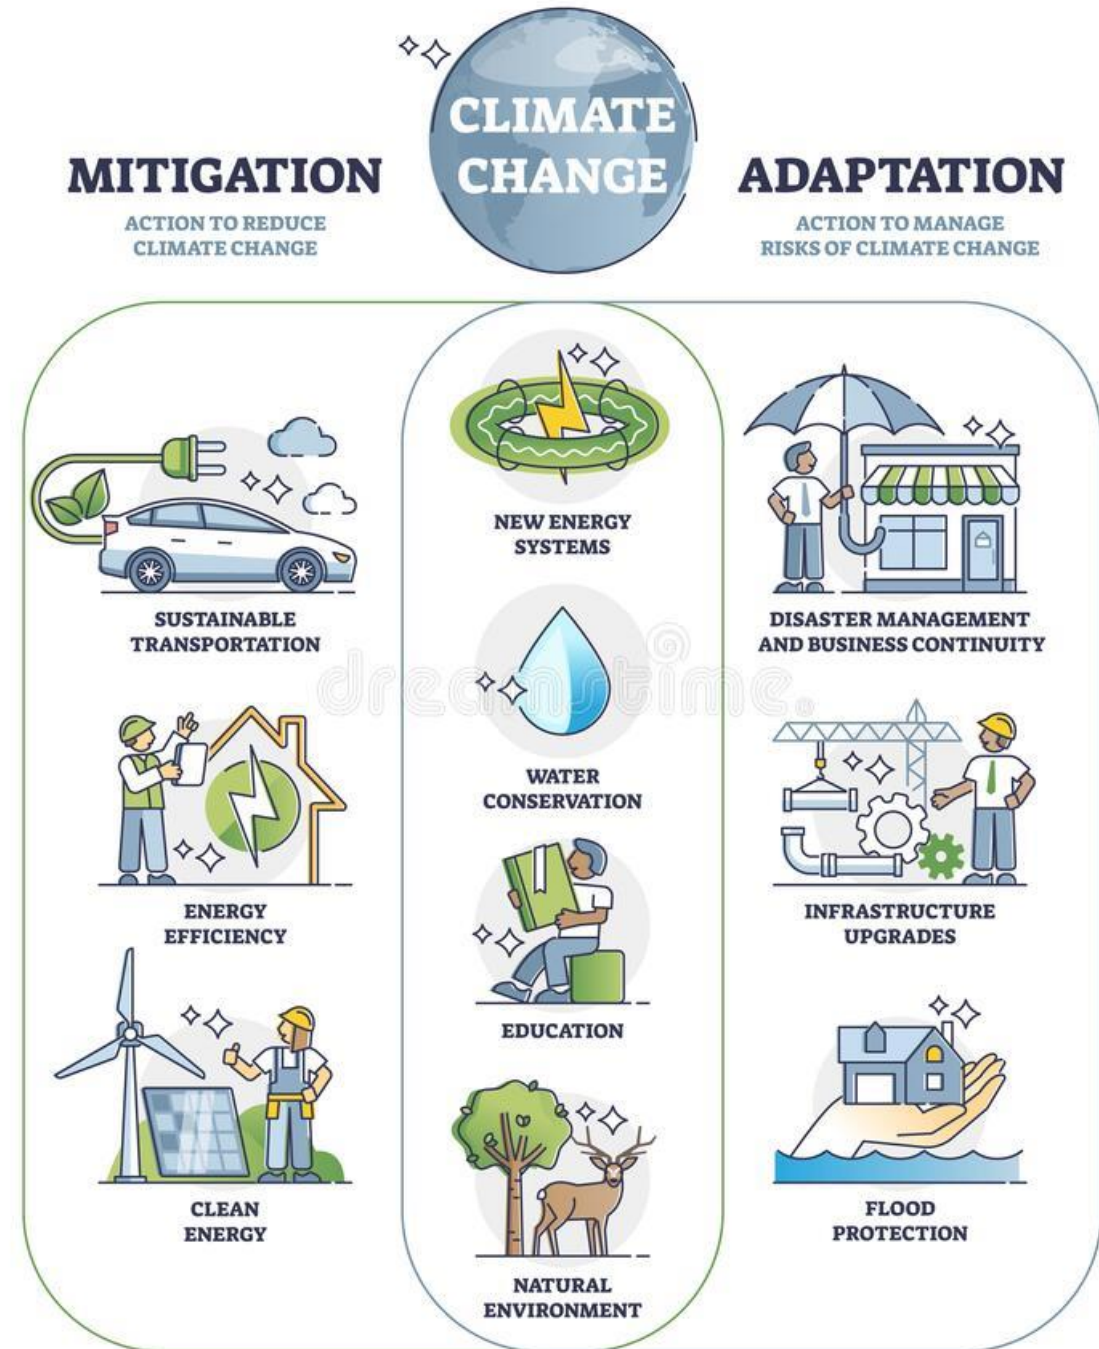 CLIMATE
CHANGE
MITIGATION
ACTION TO REDUCE
CLIMATE CHANGE
ADAPTATION
ACTION TO MANAGE
RISKS OF CLIMATE CHANGE
SUSTAINABLE
TRANSPORTATION
ENERGY
EFFICIENCY
CLEAN
ENERGY
NEW ENERGY
SYSTEMS
WATER
CONSERVATION
EDUCATION
NATURAL
ENVIRONMENT
DISASTER MANAGEMENT
AND BUSINESS CONTINUITY
INFRASTRUCTURE
UPGRADES
FLOOD
PROTECTION
dreamstime.